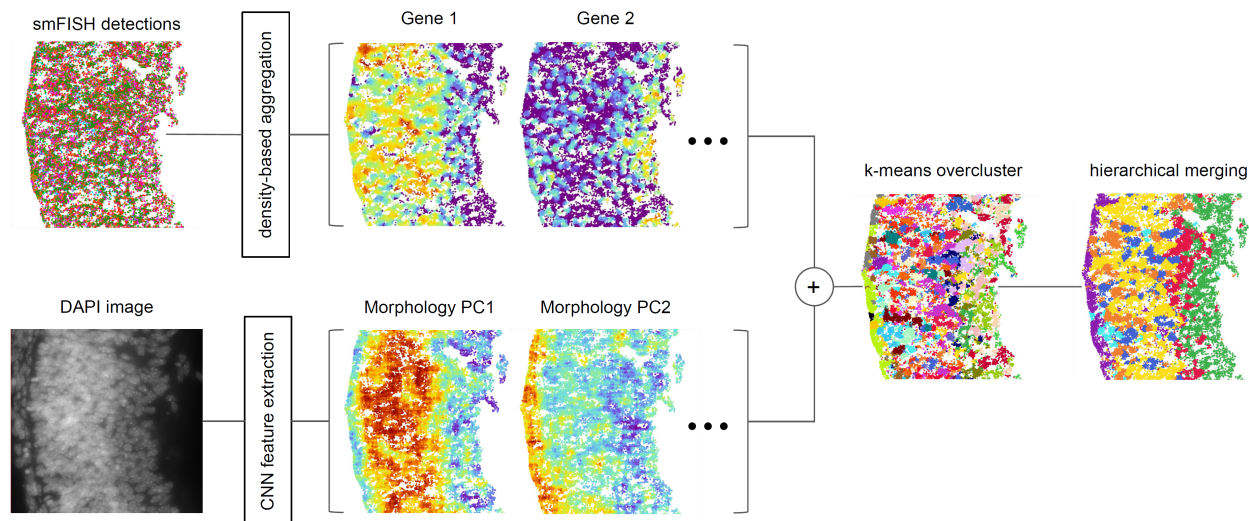 smFISH detections
density-based aggregation
Gene 1
Gene 2
k-means overcluster
hierarchical merging
+
DAPI image
CNN feature extraction
Morphology PC1
Morphology PC2